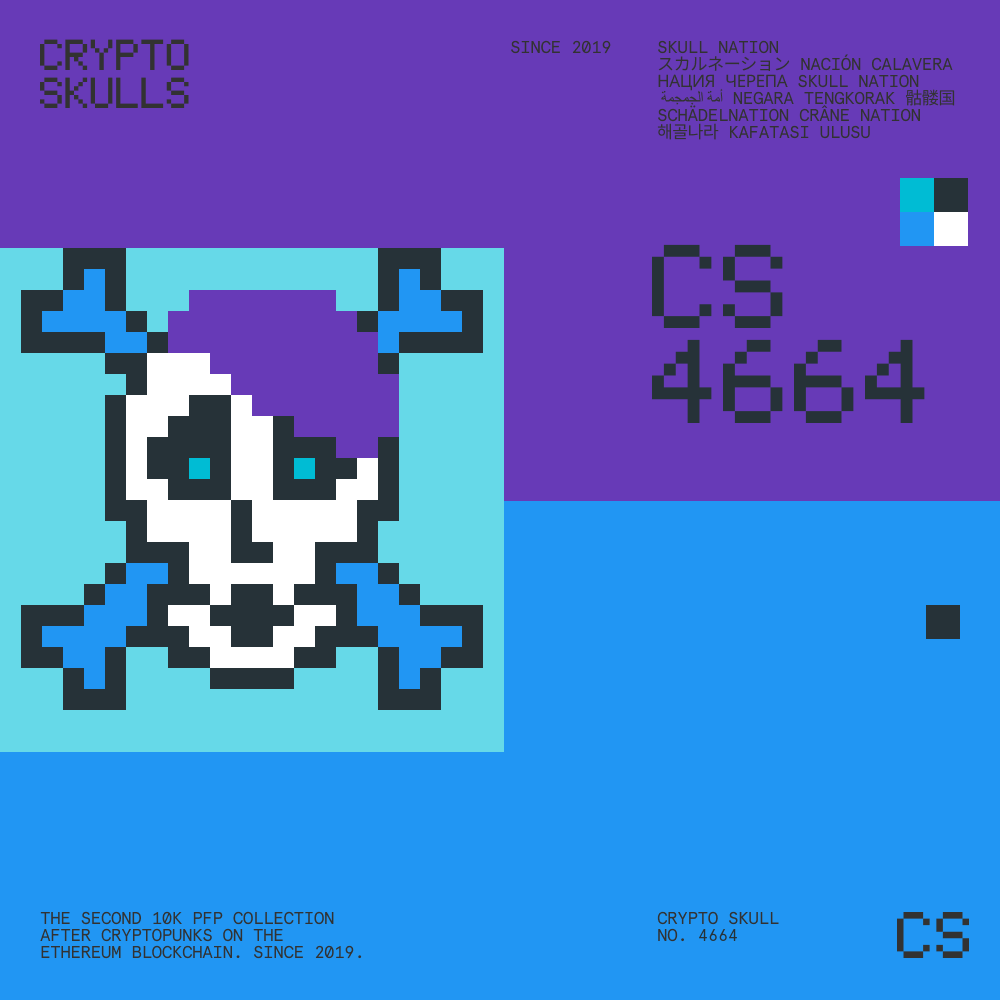 CRYPTO
SKULLS
SINCE 2019
SKULL NATION
スカルネーション NACIÓN CALAVERA
НАЦИЯ ЧЕРЕПА SKULL NATION
أمة الجمجمة NEGARA TENGKORAK 骷髅国
SCHÄDELNATION CRÂNE NATION
해골나라 KAFATASI ULUSU
CS
4664
THE SECOND 10K PFP COLLECTION
AFTER CRYPTOPUNKS ON THE
ETHEREUM BLOCKCHAIN. SINCE 2019.
CRYPTO SKULL
NO. 4664
CS